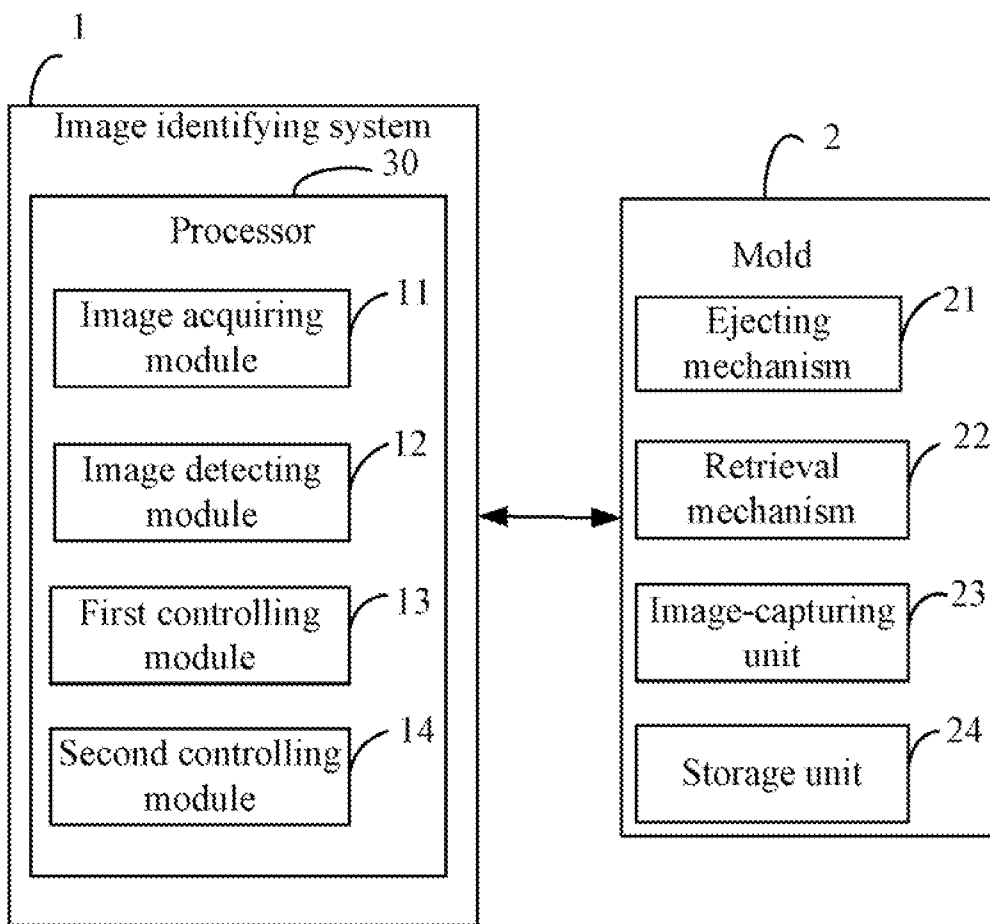 1
Image identifying system
30
Processor
Image acquiring
module
11
Image detecting
module
12
First controlling
module
13
Second controlling
module
14
2
Mold
Ejecting
mechanism
21
Retrieval
mechanism
22
Image-capturing
unit
23
Storage unit
24